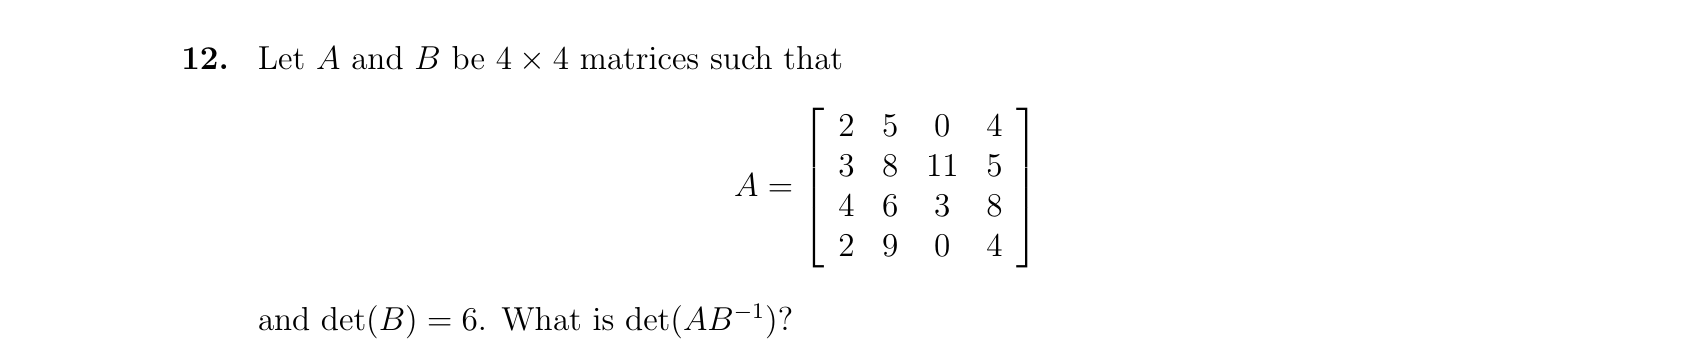 12. Let A and B be 4 × 4 matrices such that
A = [ 2 5 0 4
3 8 11 5
4 6 3 8
2 9 0 4 ]
and det(B) = 6. What is det(AB⁻¹)?